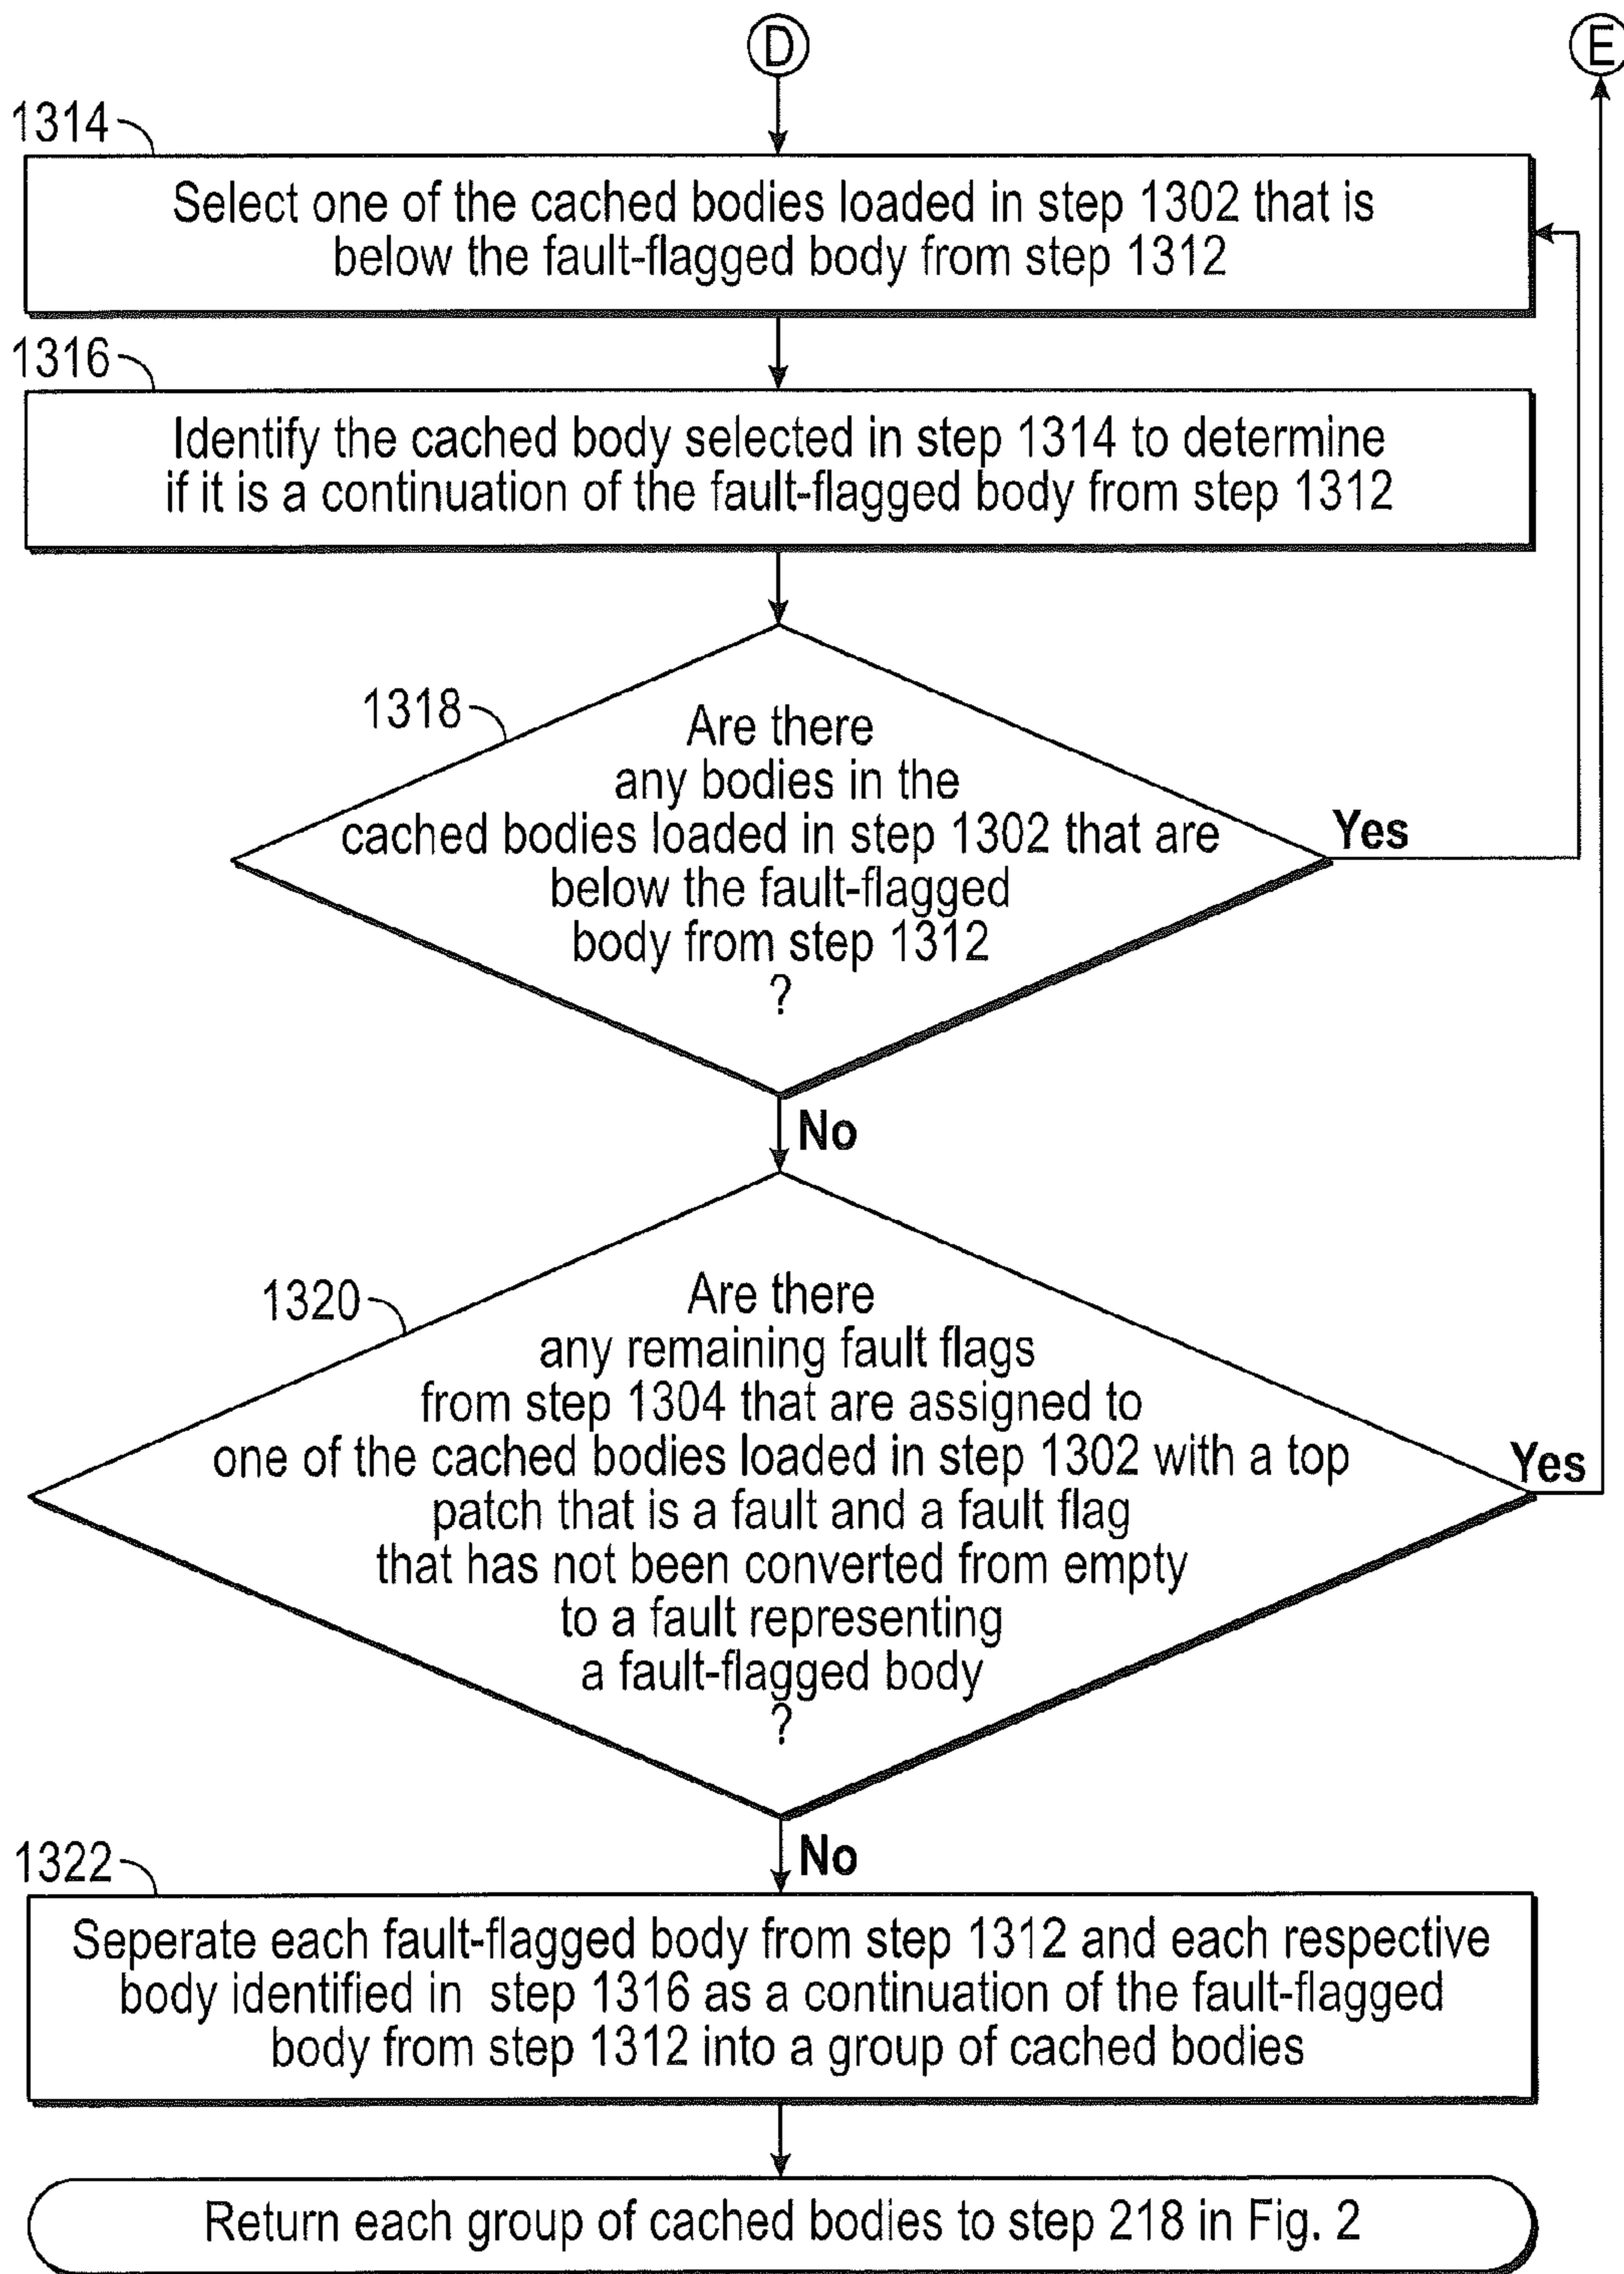 D
E
1314
Select one of the cached bodies loaded in step 1302 that is
below the fault-flagged body from step 1312
1316
Identify the cached body selected in step 1314 to determine
if it is a continuation of the fault-flagged body from step 1312
1318
Are there
any bodies in the
cached bodies loaded in step 1302 that are
below the fault-flagged
body from step 1312
?
Yes
No
1320
Are there
any remaining fault flags
from step 1304 that are assigned to
one of the cached bodies loaded in step 1302 with a top
patch that is a fault and a fault flag
that has not been converted from empty
to a fault representing
a fault-flagged body
?
Yes
No
1322
Seperate each fault-flagged body from step 1312 and each respective
body identified in step 1316 as a continuation of the fault-flagged
body from step 1312 into a group of cached bodies
Return each group of cached bodies to step 218 in Fig. 2